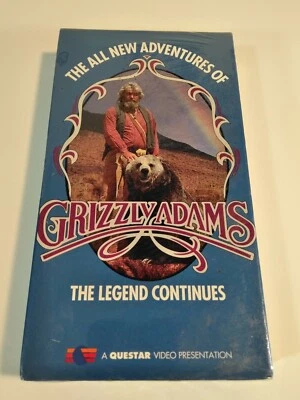 THE ALL NEW ADVENTURES OF
GRIZZLY ADAMS
THE LEGEND CONTINUES
A QUESTAR VIDEO PRESENTATION